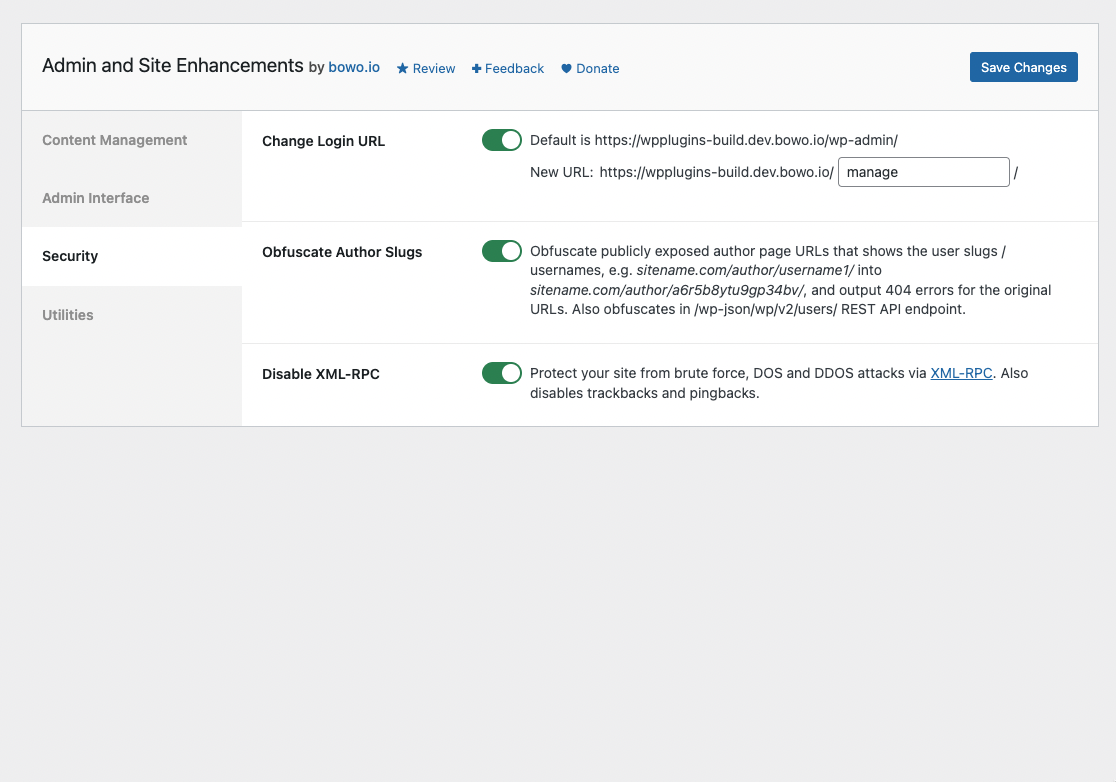 Admin and Site Enhancements by bowo.io Review Feedback Donate
Save Changes
Content Management
Admin Interface
Security
Utilities
Change Login URL
Default is https://wpplugins-build.dev.bowo.io/wp-admin/
New URL: https://wpplugins-build.dev.bowo.io/ manage /
Obfuscate Author Slugs
Obfuscate publicly exposed author page URLs that shows the user slugs /
usernames, e.g. sitename.com/author/username1/ into
sitename.com/author/a6r5b8ytu9gp34bv/, and output 404 errors for the original
URLs. Also obfuscates in /wp-json/wp/v2/users/ REST API endpoint.
Disable XML-RPC
Protect your site from brute force, DOS and DDOS attacks via XML-RPC. Also
disables trackbacks and pingbacks.